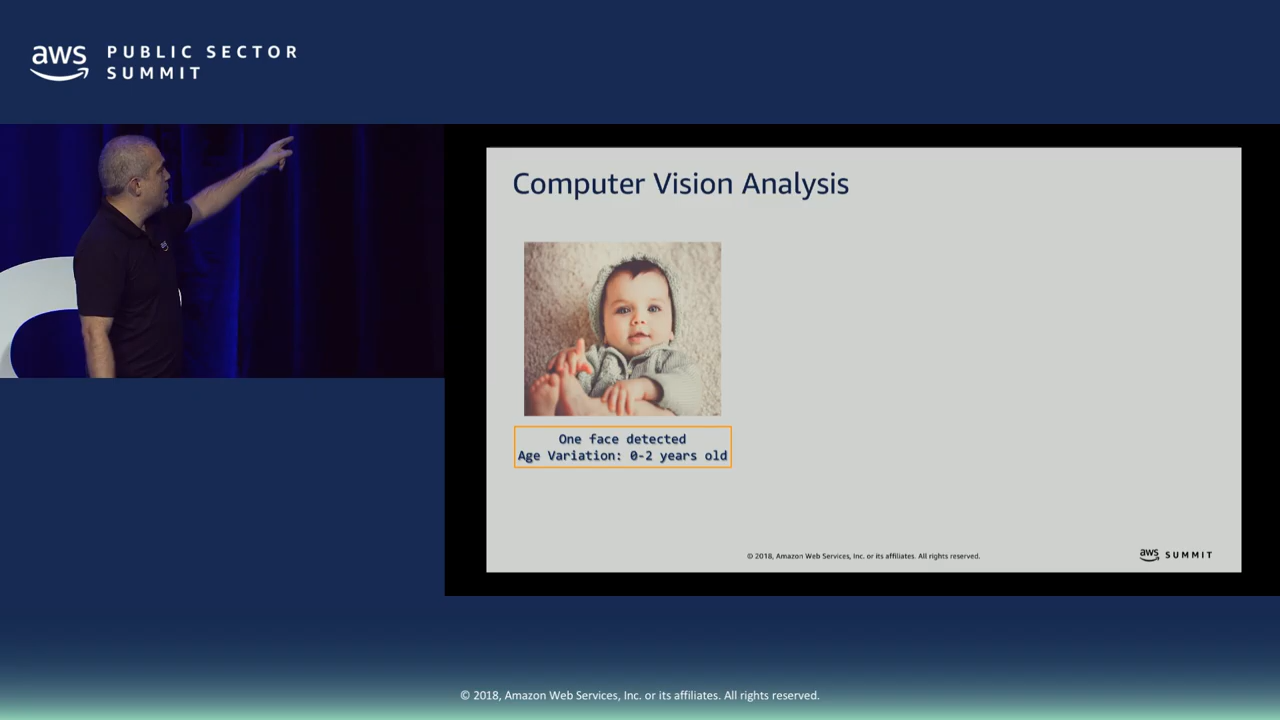 aws PUBLIC SECTOR
SUMMIT
Computer Vision Analysis
One face detected
Age Variation: 0-2 years old
© 2018, Amazon Web Services, Inc. or its affiliates. All rights reserved.
aws SUMMIT
© 2018, Amazon Web Services, Inc. or its affiliates. All rights reserved.